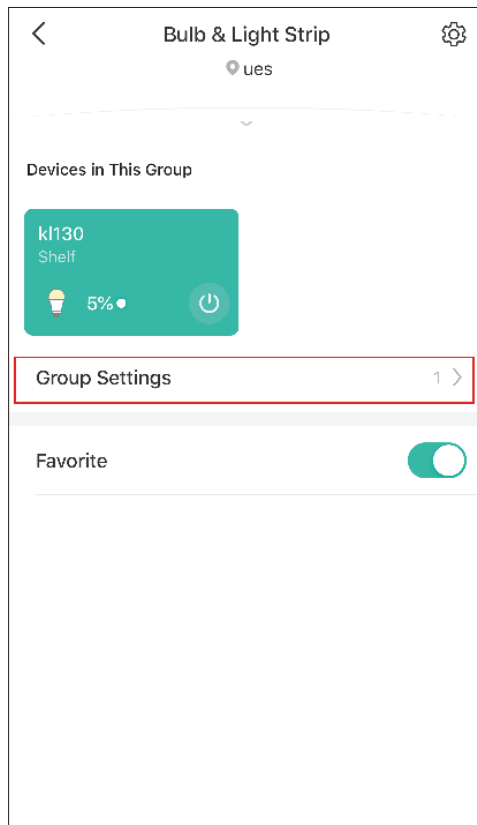 Bulb & Light Strip
ues
Devices in This Group
kl130
Shelf
5%
Group Settings 1
Favorite